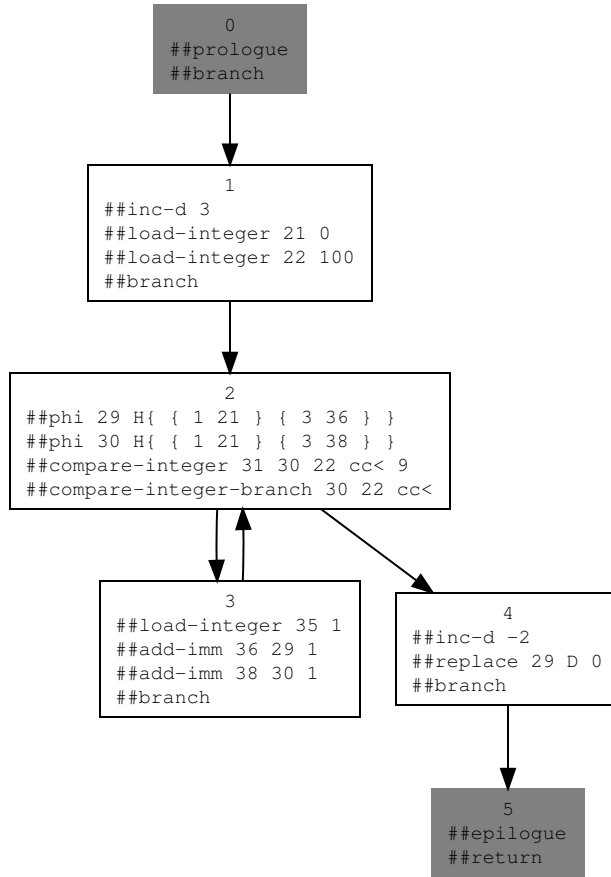 0
##prologue
##branch
1
##inc-d 3
##load-integer 21 0
##load-integer 22 100
##branch
2
##phi 29 H{ { 1 21 } { 3 36 } }
##phi 30 H{ { 1 21 } { 3 38 } }
##compare-integer 31 30 22 cc< 9
##compare-integer-branch 30 22 cc<
3
##load-integer 35 1
##add-imm 36 29 1
##add-imm 38 30 1
##branch
4
##inc-d -2
##replace 29 D 0
##branch
5
##epilogue
##return